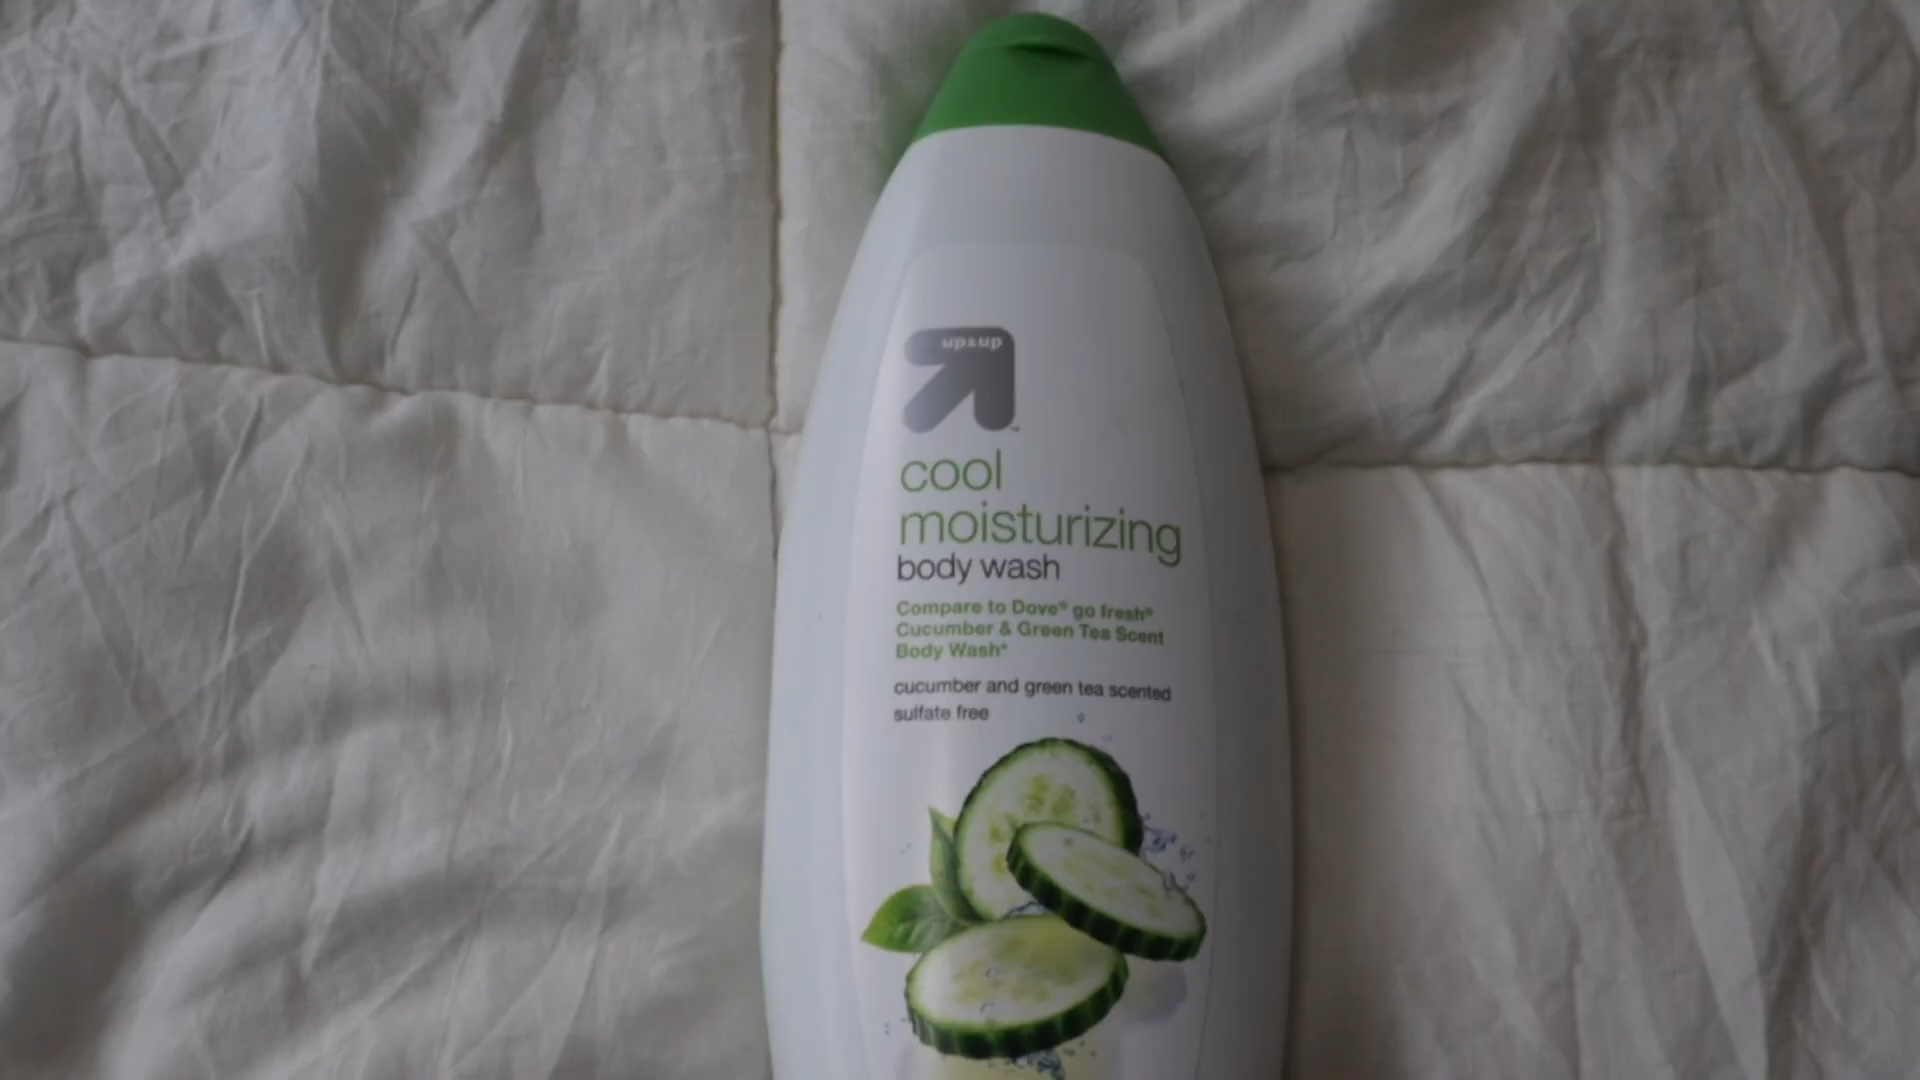 up&up
cool
moisturizing
body wash
Compare to Dove® go fresh®
Cucumber & Green Tea Scent
Body Wash*
cucumber and green tea scented
sulfate free